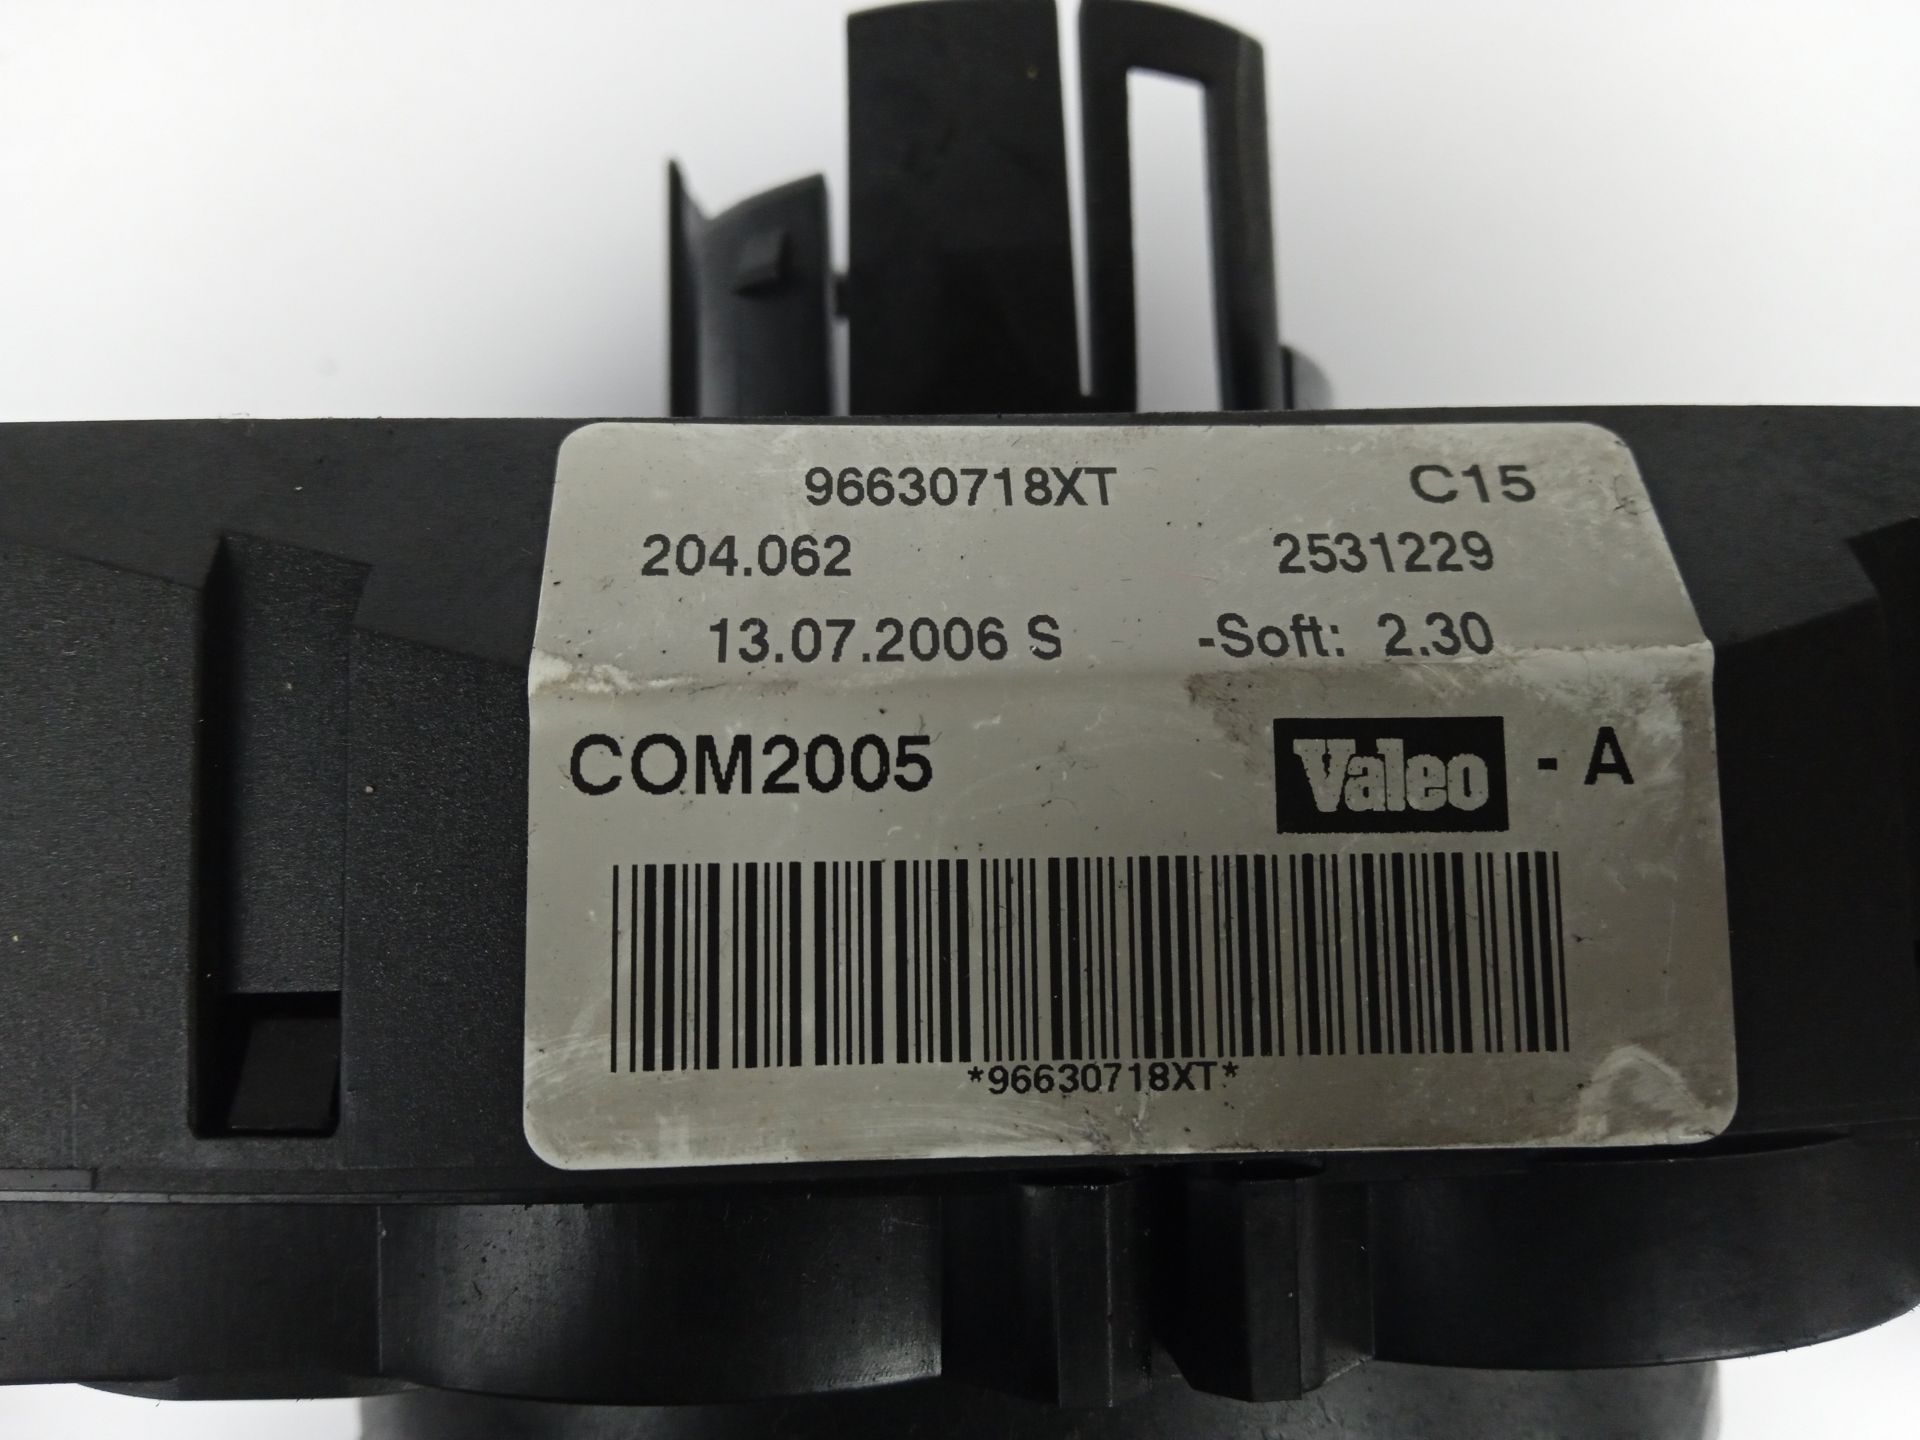 96630718XT C15
204.062 2531229
13.07.2006 S -Soft: 2.30
COM2005 Valeo - A
*96630718XT*